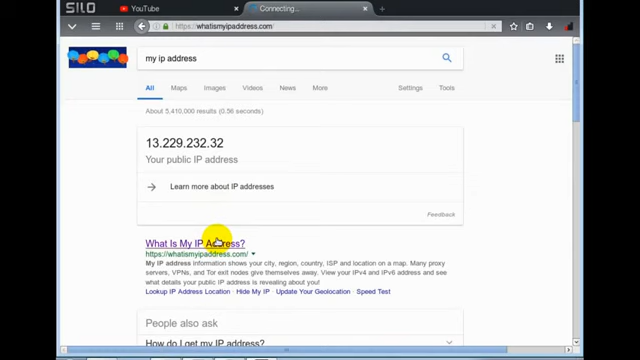 SILO
YouTube
Connecting...
https://whatismyipaddress.com
my ip address
All Maps Images Videos News More Settings Tools
About 5,410,000 results (0.56 seconds)
13.229.232.32
Your public IP address
Learn more about IP addresses
Feedback
What Is My IP Address?
https://whatismyipaddress.com/
My IP address information shows your city, region, country, ISP and location on a map. Many proxy
servers, VPNs, and Tor exit nodes give themselves away. View your IPv4 and IPv6 address and see
what details your public IP address is revealing about you!
Lookup IP Address Location · Hide My IP · Update Your Geolocation · Speed Test
People also ask
How do I get my IP address?